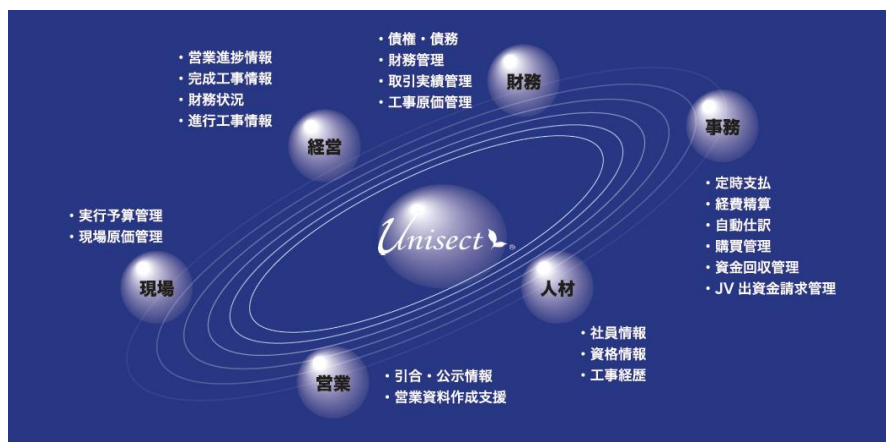 ・債権・債務
・財務管理
・取引実績管理
・工事原価管理
財務
・営業進捗情報
・完成工事情報
・財務状況
・進行工事情報
経営
事務
・定時支払
・経費精算
・自動仕訳
・購買管理
・資金回収管理
・JV 出資金請求管理
・実行予算管理
・現場原価管理
現場
Unisect®
人材
・社員情報
・資格情報
・工事経歴
営業
・引合・公示情報
・営業資料作成支援